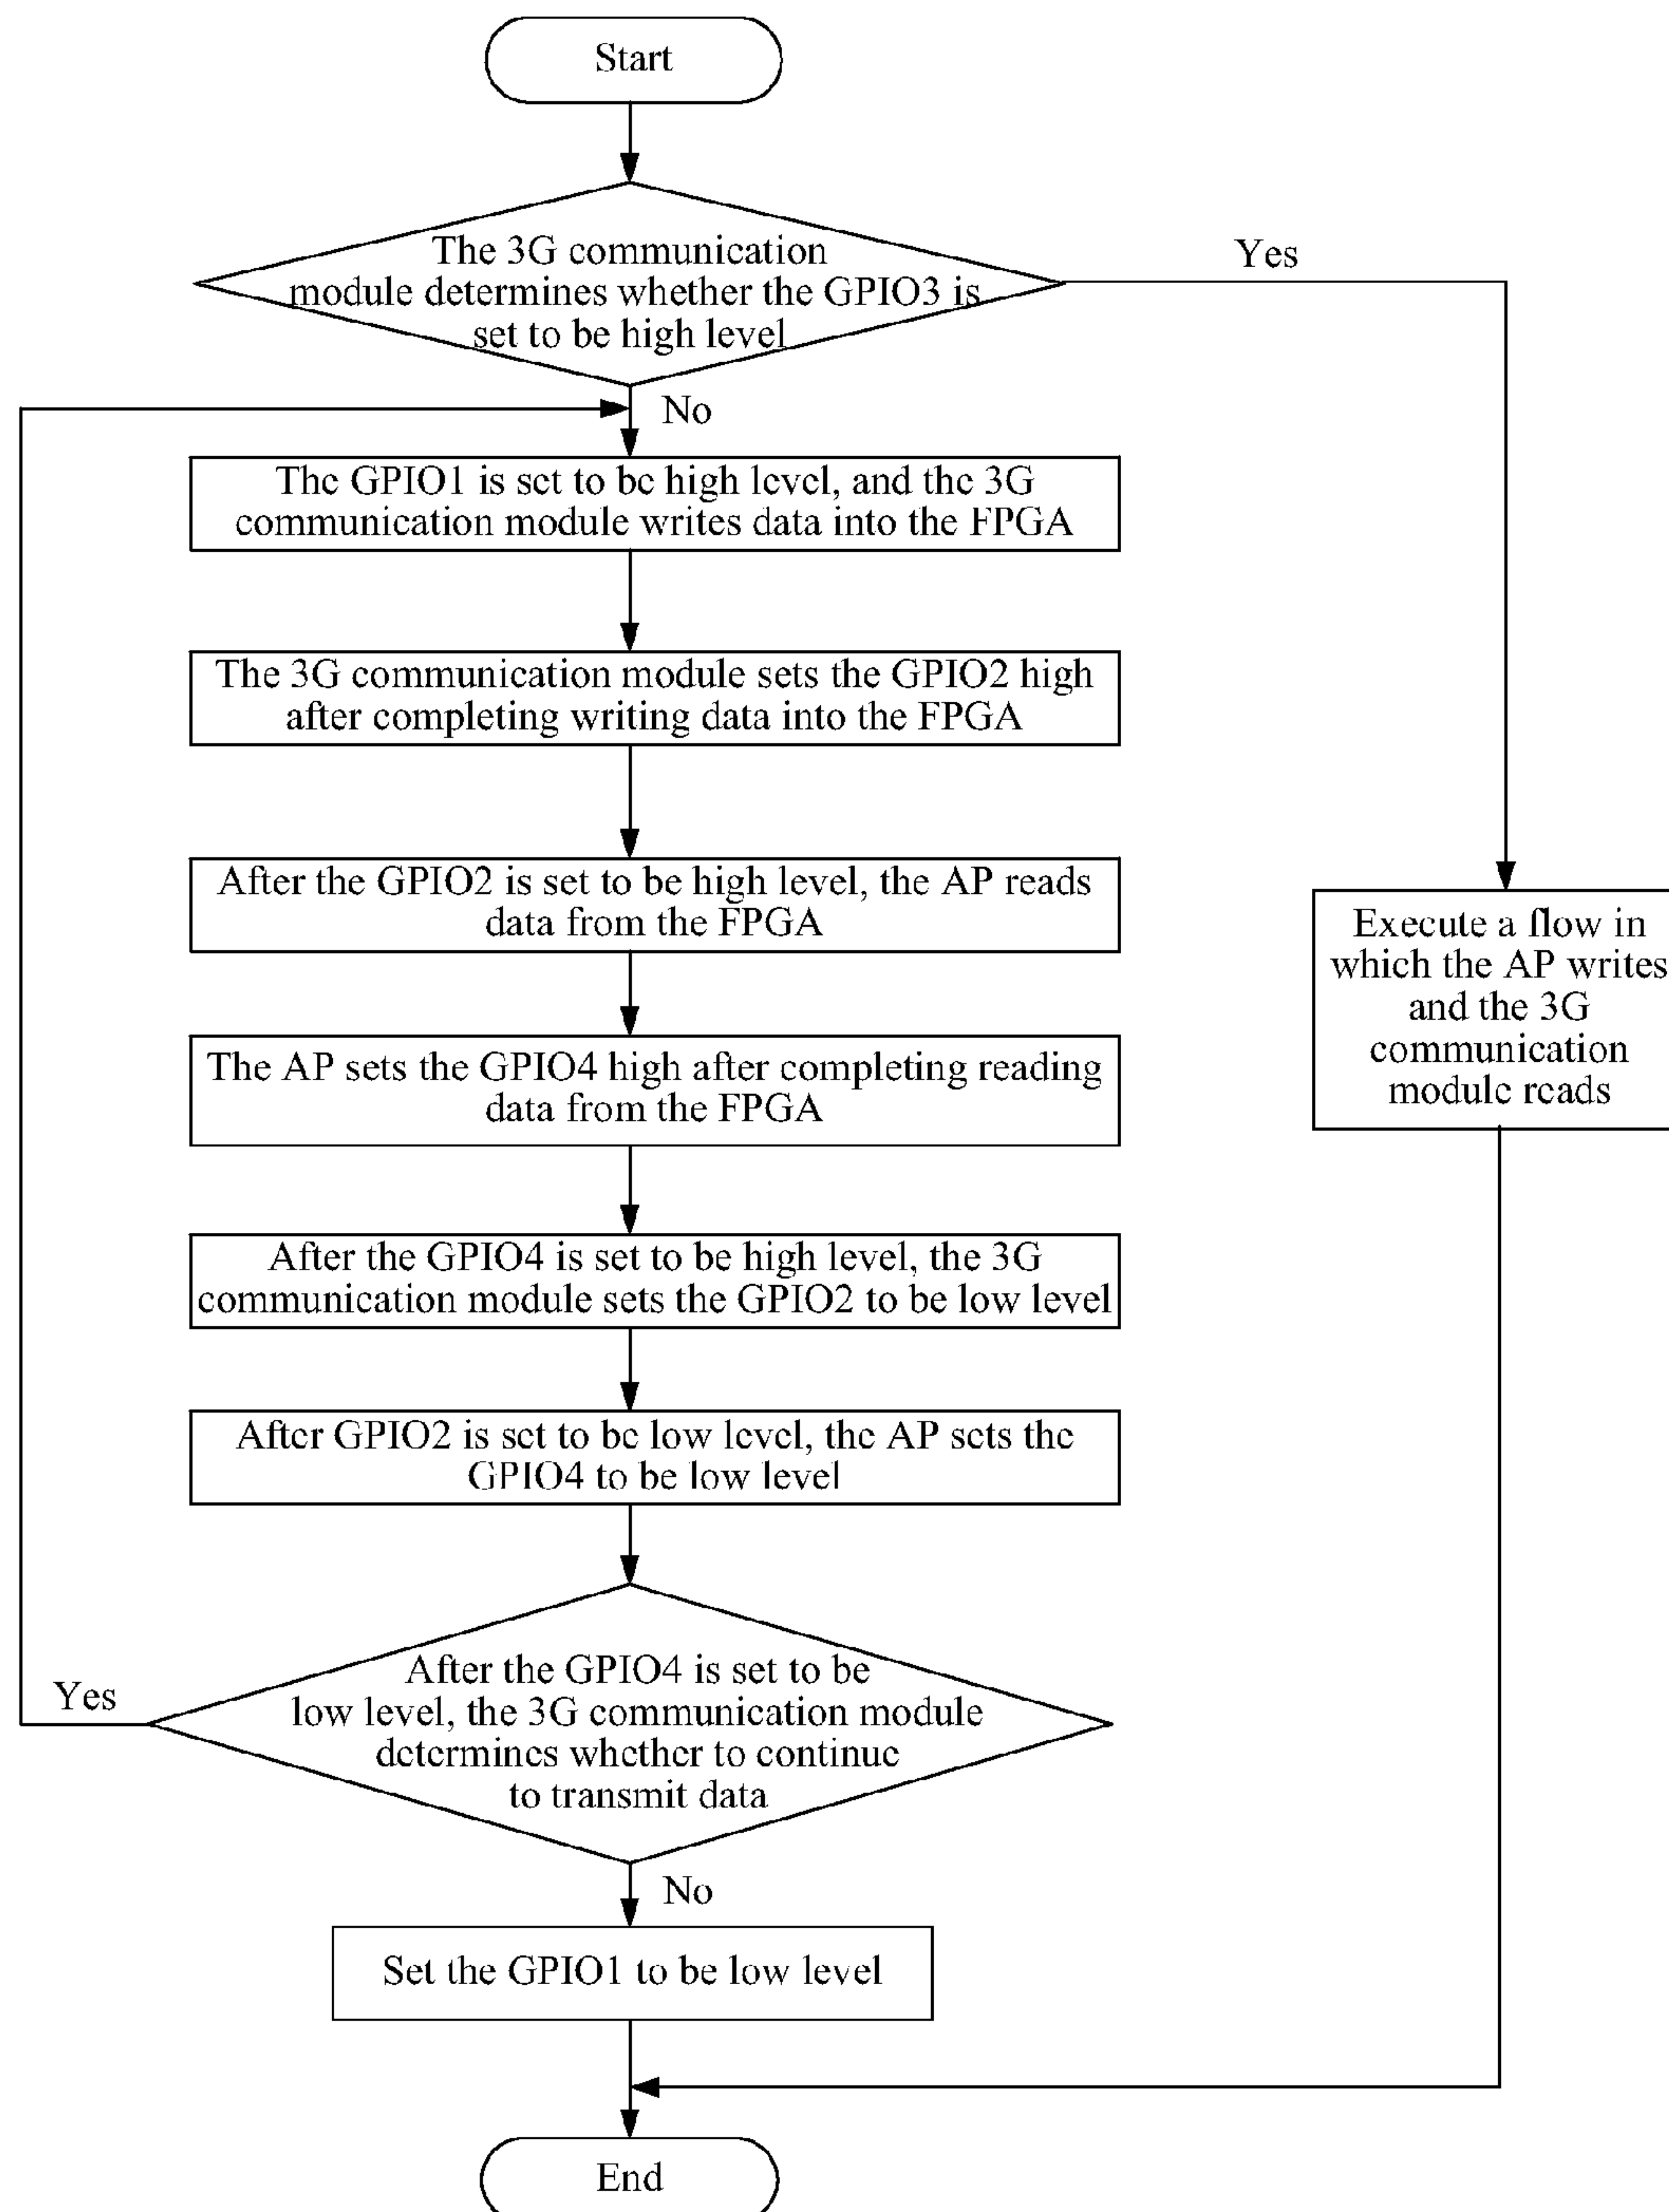 Start
The 3G communication
module determines whether the GPIO3 is
set to be high level
Yes
No
The GPIO1 is set to be high level, and the 3G
communication module writes data into the FPGA
The 3G communication module sets the GPIO2 high
after completing writing data into the FPGA
After the GPIO2 is set to be high level, the AP reads
data from the FPGA
Execute a flow in
which the AP writes
and the 3G
communication
module reads
The AP sets the GPIO4 high after completing reading
data from the FPGA
After the GPIO4 is set to be high level, the 3G
communication module sets the GPIO2 to be low level
After GPIO2 is set to be low level, the AP sets the
GPIO4 to be low level
After the GPIO4 is set to be
low level, the 3G communication module
determines whether to continue
to transmit data
Yes
No
Set the GPIO1 to be low level
End